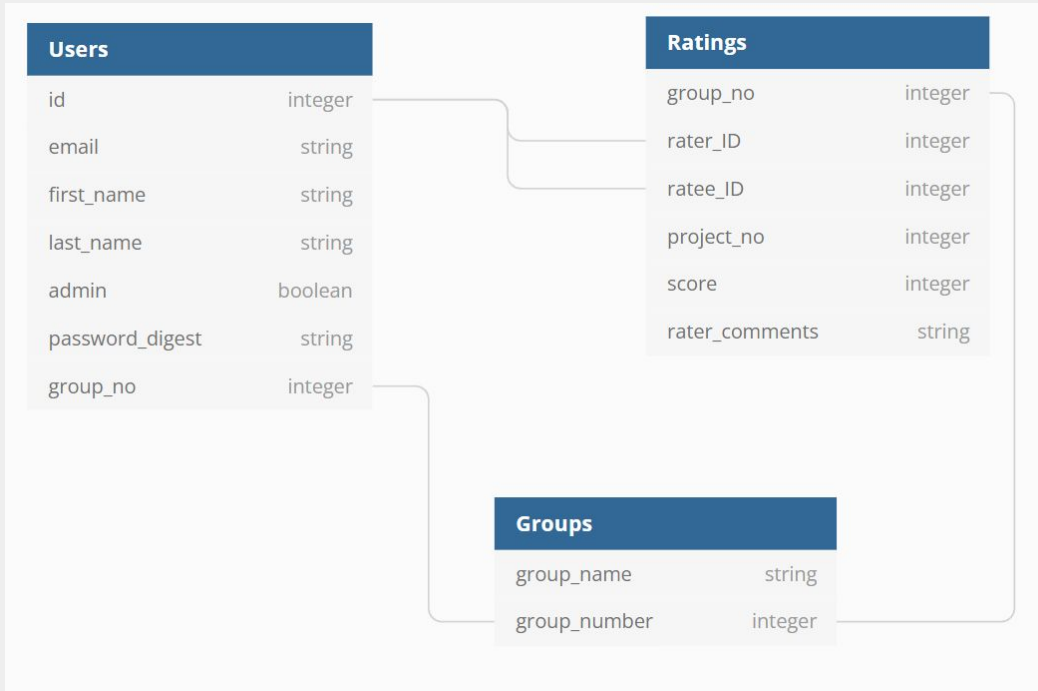 Users
id integer
email string
first_name string
last_name string
admin boolean
password_digest string
group_no integer
Ratings
group_no integer
rater_ID integer
ratee_ID integer
project_no integer
score integer
rater_comments string
Groups
group_name string
group_number integer